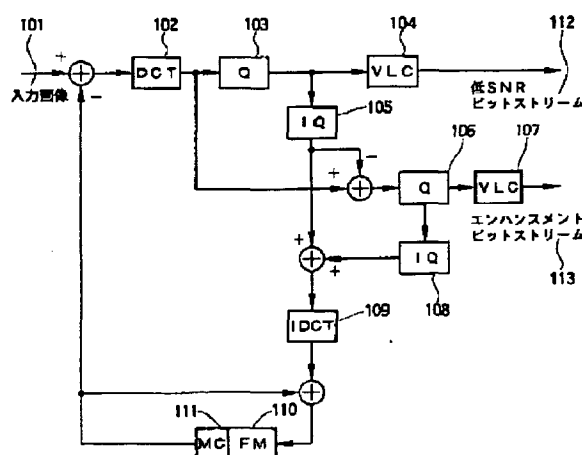 101
102
103
104
112
+
−
DCT
Q
VLC
入力画像
低SNR
ビットストリーム
105
IQ
106
107
−
+
Q
VLC
エンハンスメント
ビットストリーム
113
+
+
IQ
108
109
IDCT
111
110
MC
FM